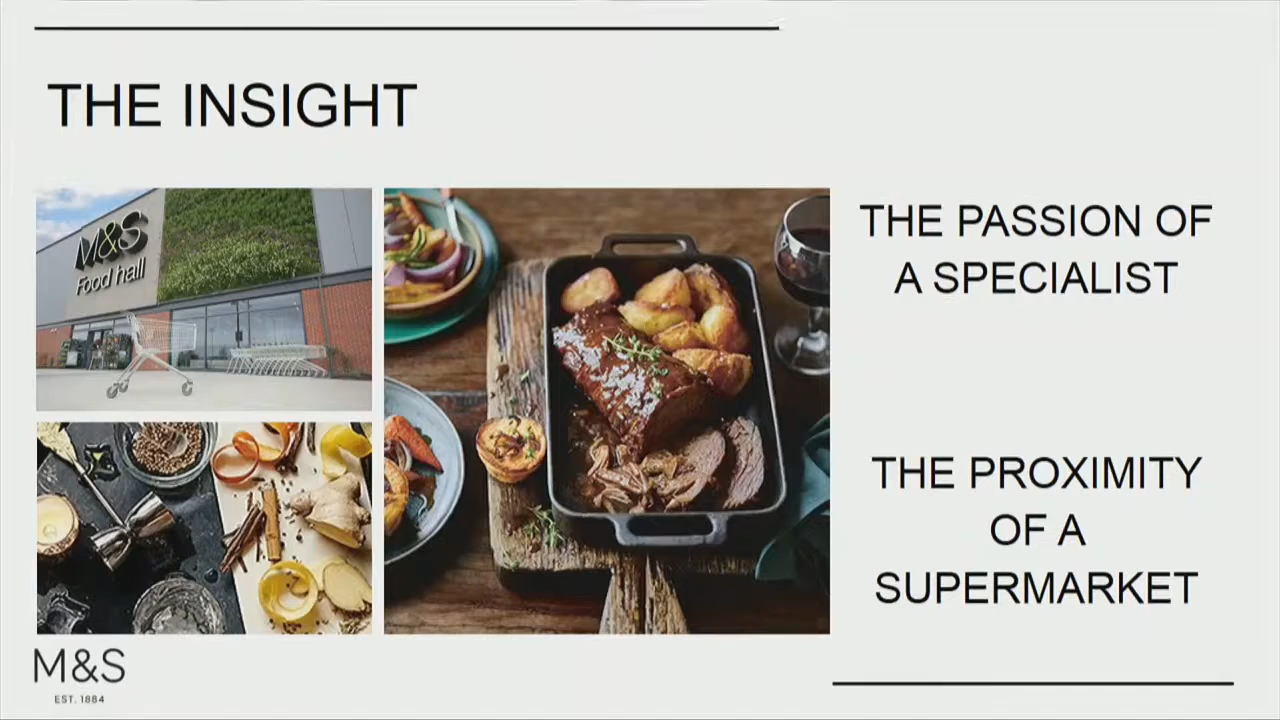 THE INSIGHT
M&S
Food hall
THE PASSION OF
A SPECIALIST
THE PROXIMITY
OF A
SUPERMARKET
M&S
EST. 1884